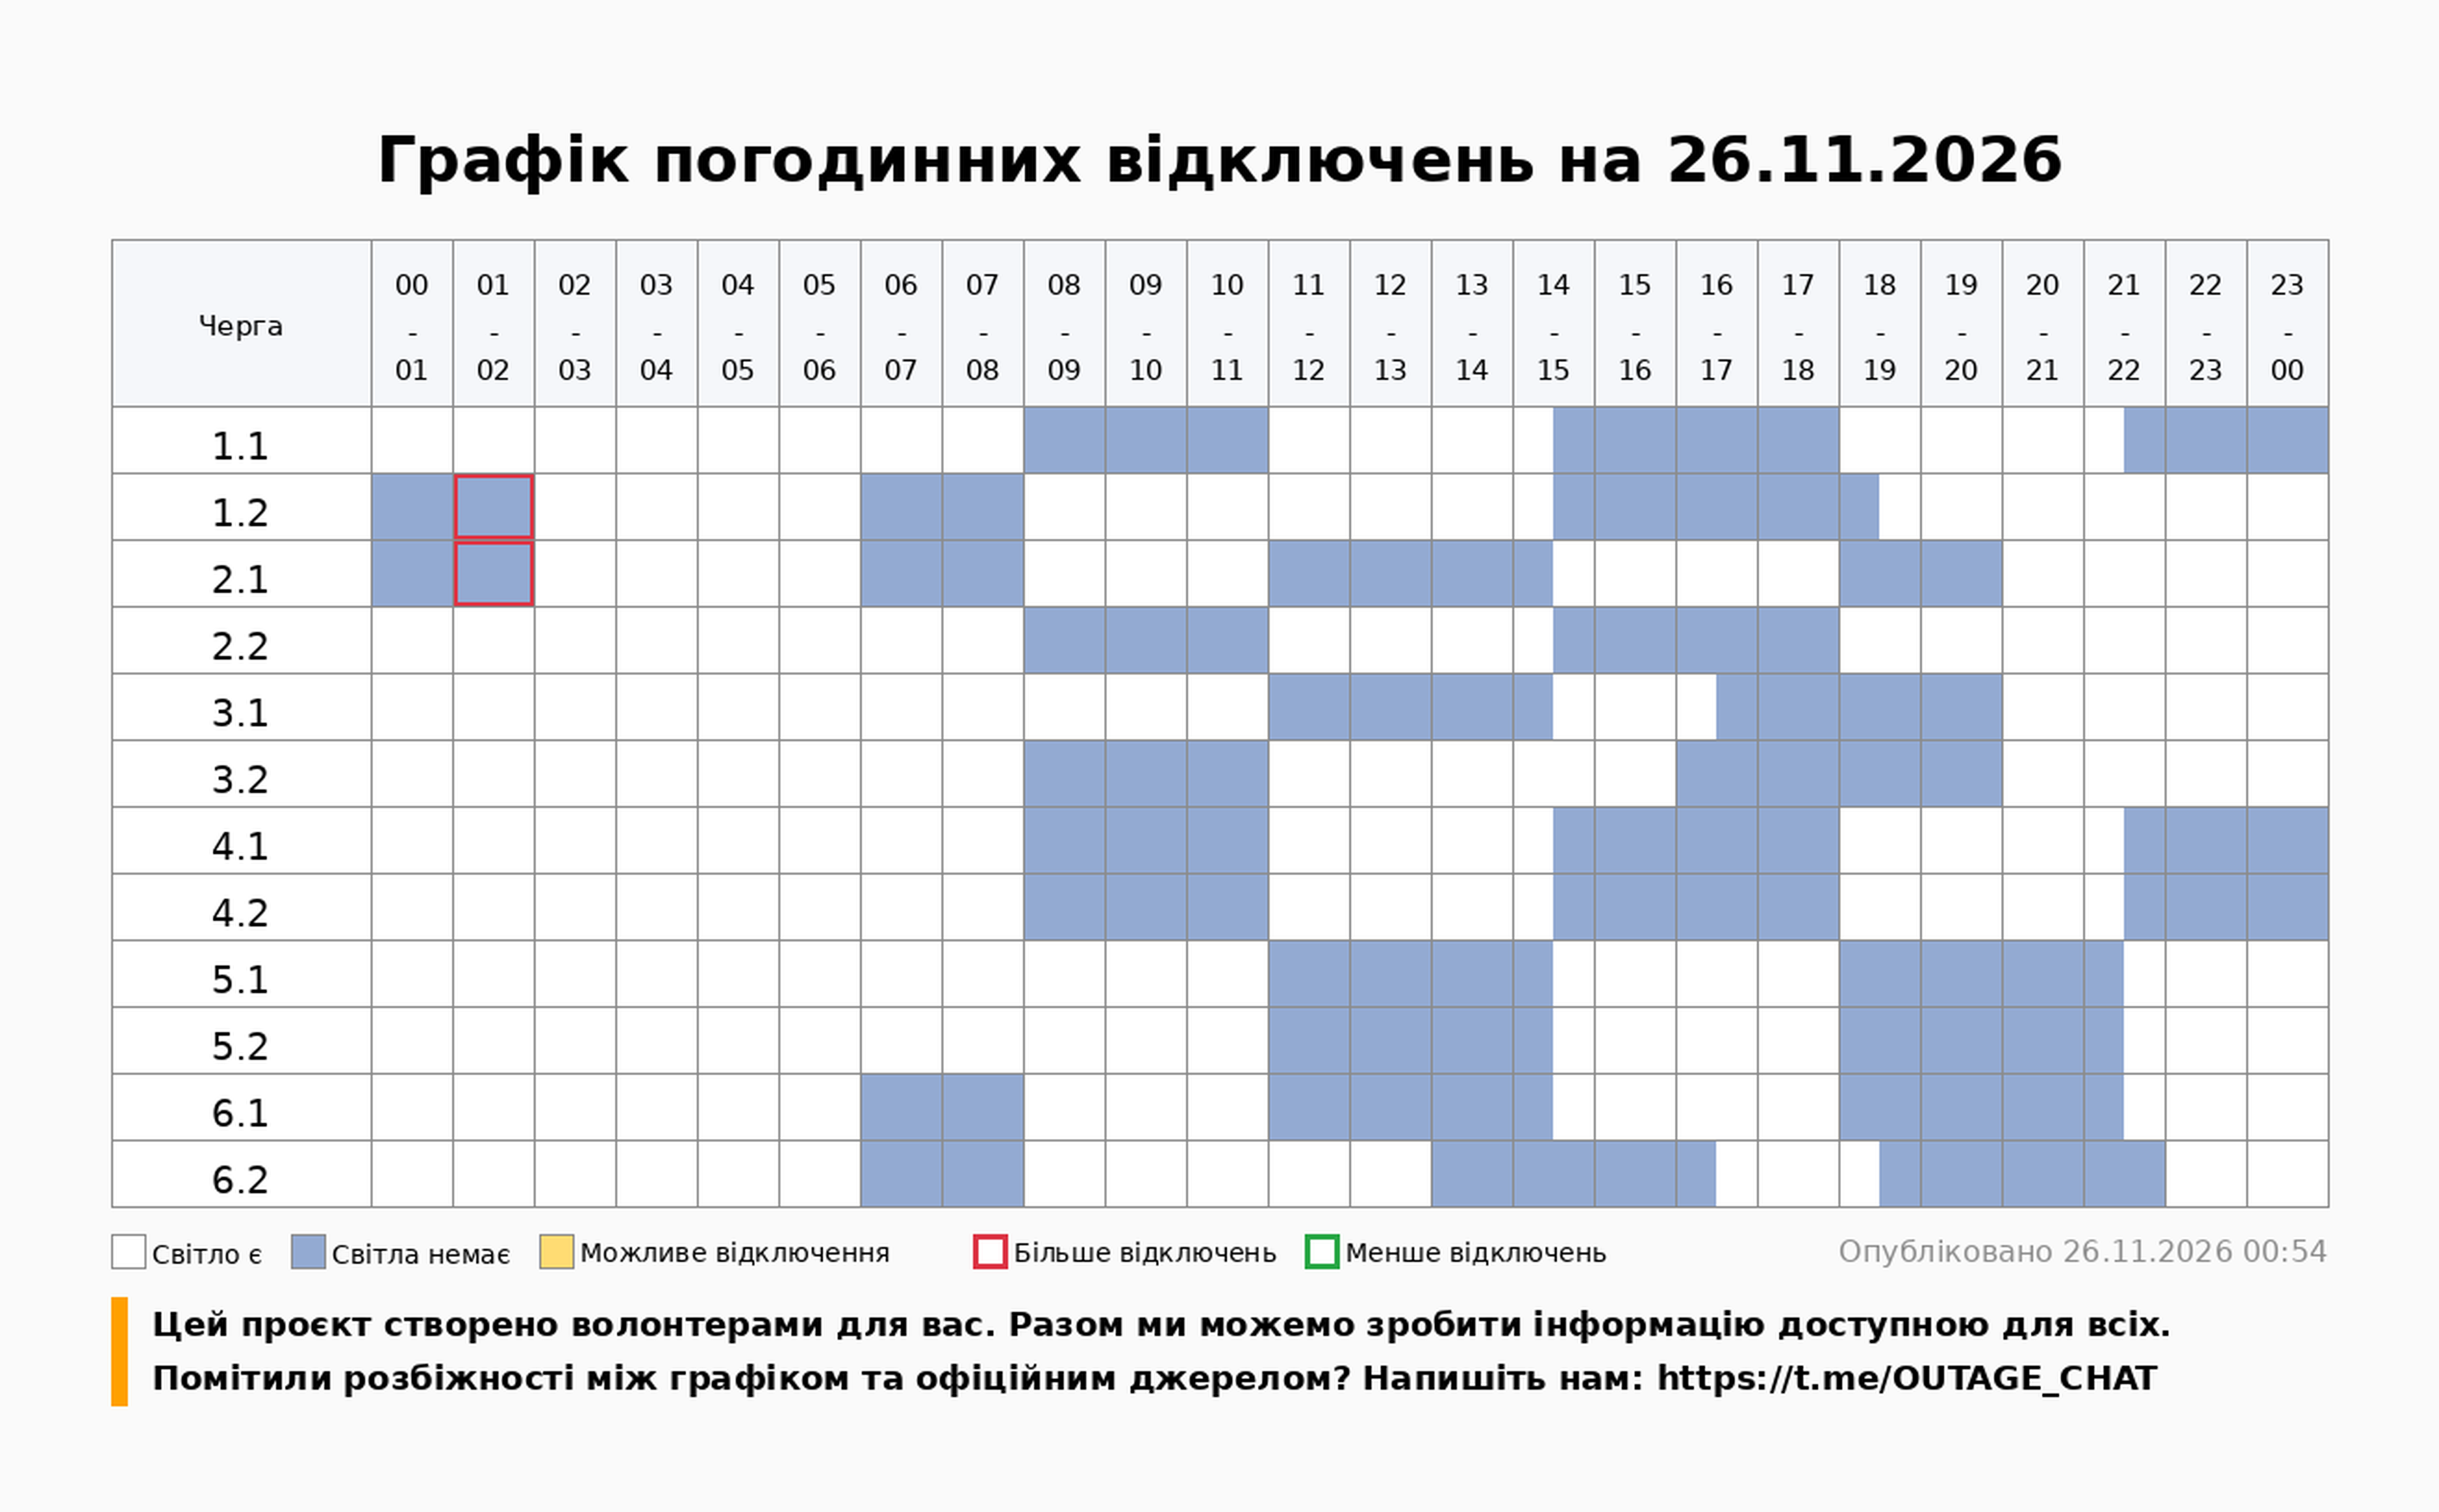 Графік погодинних відключень на 26.11.2026
Черга 00 - 01 01 - 02 02 - 03 03 - 04 04 - 05 05 - 06 06 - 07 07 - 08 08 - 09 09 - 10 10 - 11 11 - 12 12 - 13 13 - 14 14 - 15 15 - 16 16 - 17 17 - 18 18 - 19 19 - 20 20 - 21 21 - 22 22 - 23 23 - 00
1.1
1.2
2.1
2.2
3.1
3.2
4.1
4.2
5.1
5.2
6.1
6.2
Світло є Світла немає Можливе відключення Більше відключень Менше відключень Опубліковано 26.11.2026 00:54
Цей проєкт створено волонтерами для вас. Разом ми можемо зробити інформацію доступною для всіх.
Помітили розбіжності між графіком та офіційним джерелом? Напишіть нам: https://t.me/OUTAGE_CHAT